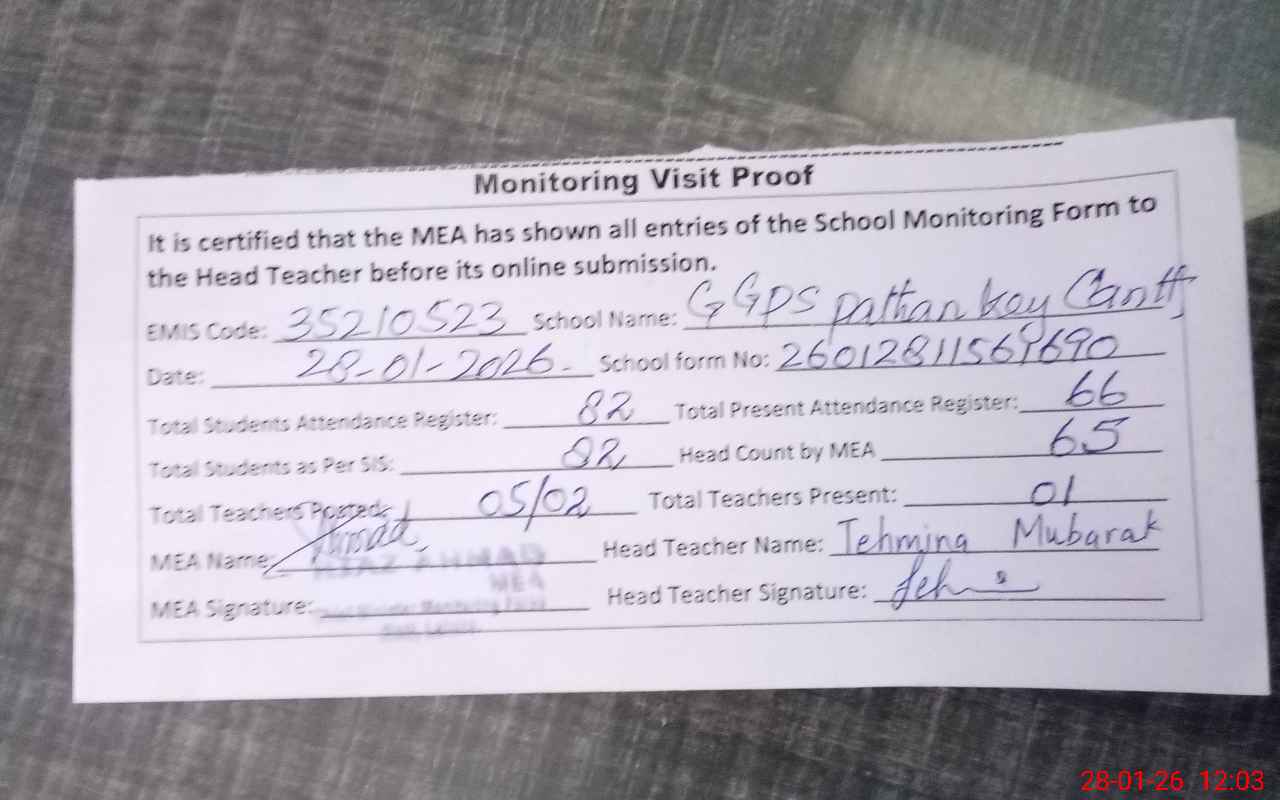 Monitoring Visit Proof
It is certified that the MEA has shown all entries of the School Monitoring Form to
the Head Teacher before its online submission.
EMIS Code: 35210523 School Name: GGPS pathan key Cantt
Date: 28-01-2026 School form No: 26012811569690
Total Students Attendance Register: 82 Total Present Attendance Register: 66
Total Students as Per SIS: 82 Head Count by MEA 65
Total Teachers Posted: 05/02 Total Teachers Present: 01
MEA Name: Head Teacher Name: Tehmina Mubarak
AHMAD
MEA
MEA Signature: Head Teacher Signature:
28-01-26 12:03